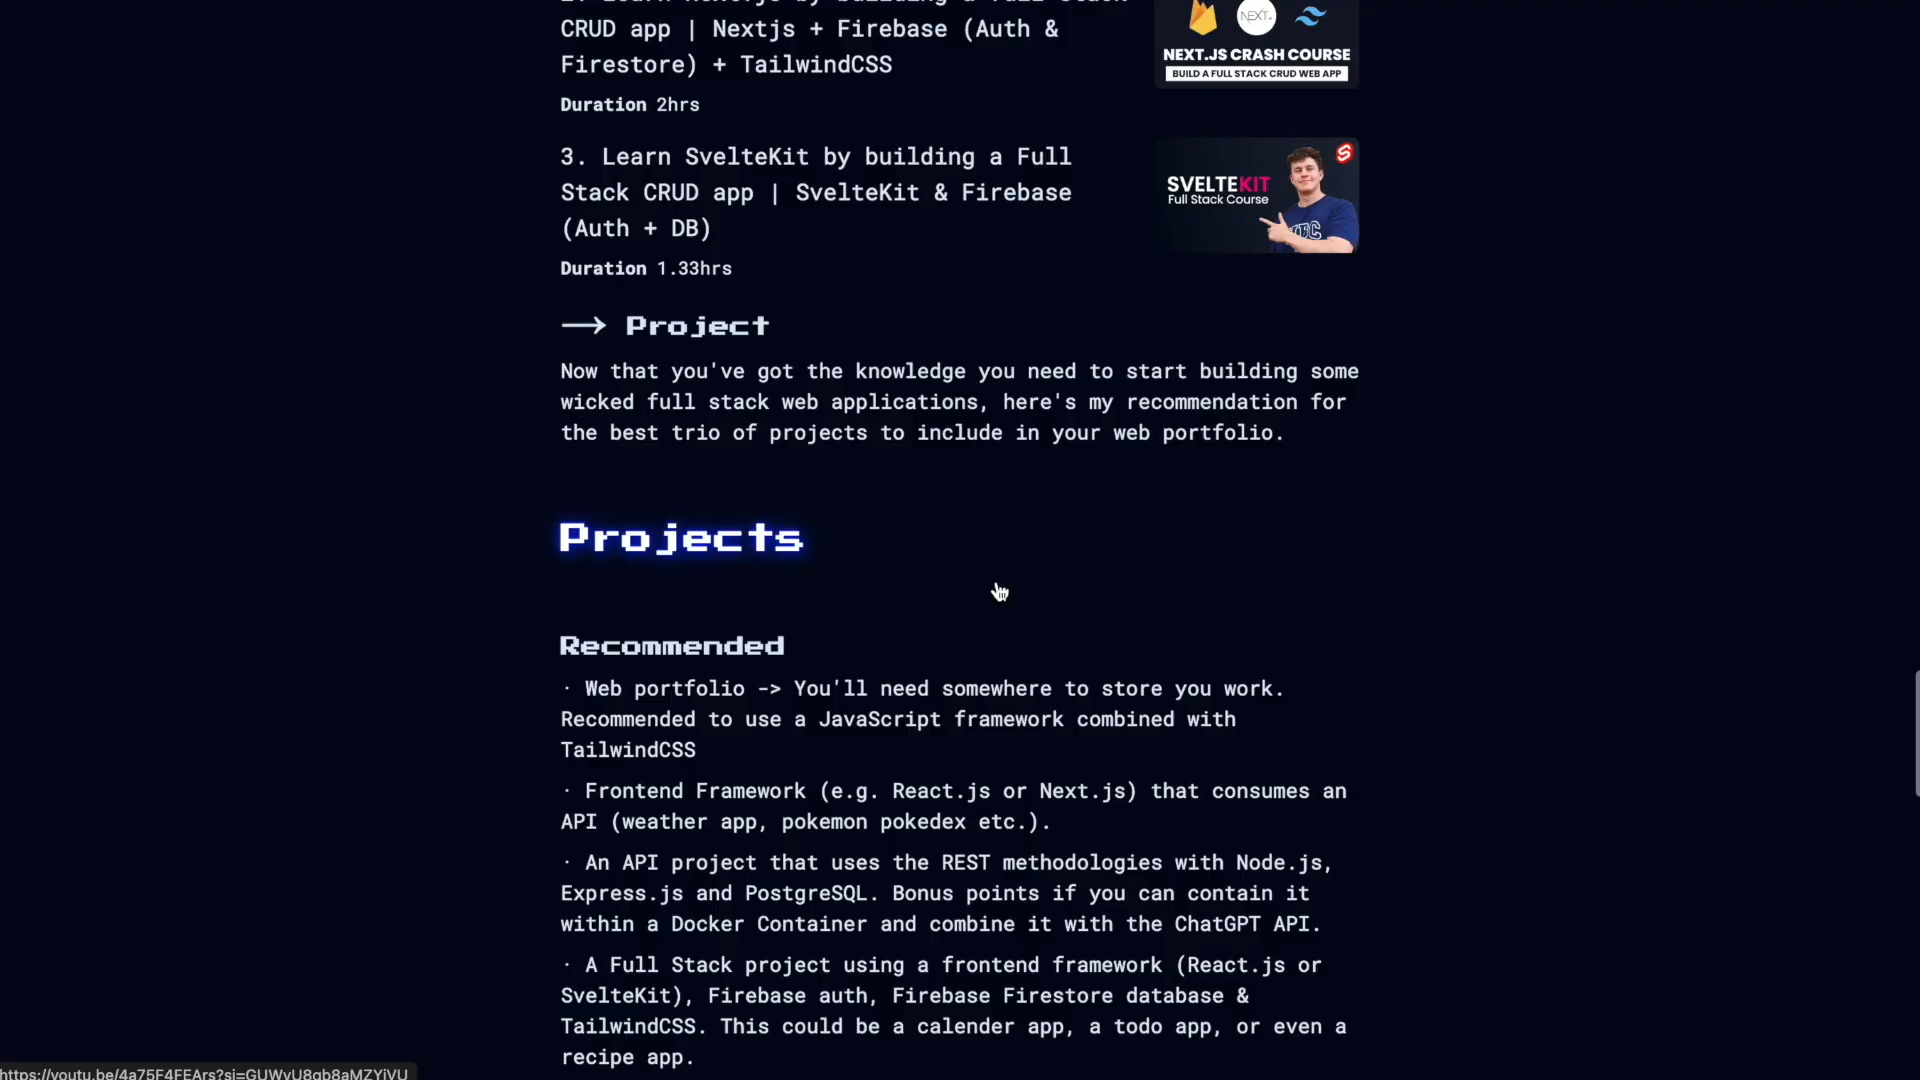 CRUD app | Nextjs + Firebase (Auth &
Firestore) + TailwindCSS
Duration 2hrs
NEXT
NEXT.JS CRASH COURSE
BUILD A FULL STACK CRUD WEB APP
3. Learn SvelteKit by building a Full
Stack CRUD app | SvelteKit & Firebase
(Auth + DB)
Duration 1.33hrs
SVELTEKIT
Full Stack Course
→ Project
Now that you've got the knowledge you need to start building some
wicked full stack web applications, here's my recommendation for
the best trio of projects to include in your web portfolio.
Projects
Recommended
· Web portfolio -> You'll need somewhere to store you work.
Recommended to use a JavaScript framework combined with
TailwindCSS
· Frontend Framework (e.g. React.js or Next.js) that consumes an
API (weather app, pokemon pokedex etc.).
· An API project that uses the REST methodologies with Node.js,
Express.js and PostgreSQL. Bonus points if you can contain it
within a Docker Container and combine it with the ChatGPT API.
· A Full Stack project using a frontend framework (React.js or
SvelteKit), Firebase auth, Firebase Firestore database &
TailwindCSS. This could be a calender app, a todo app, or even a
recipe app.